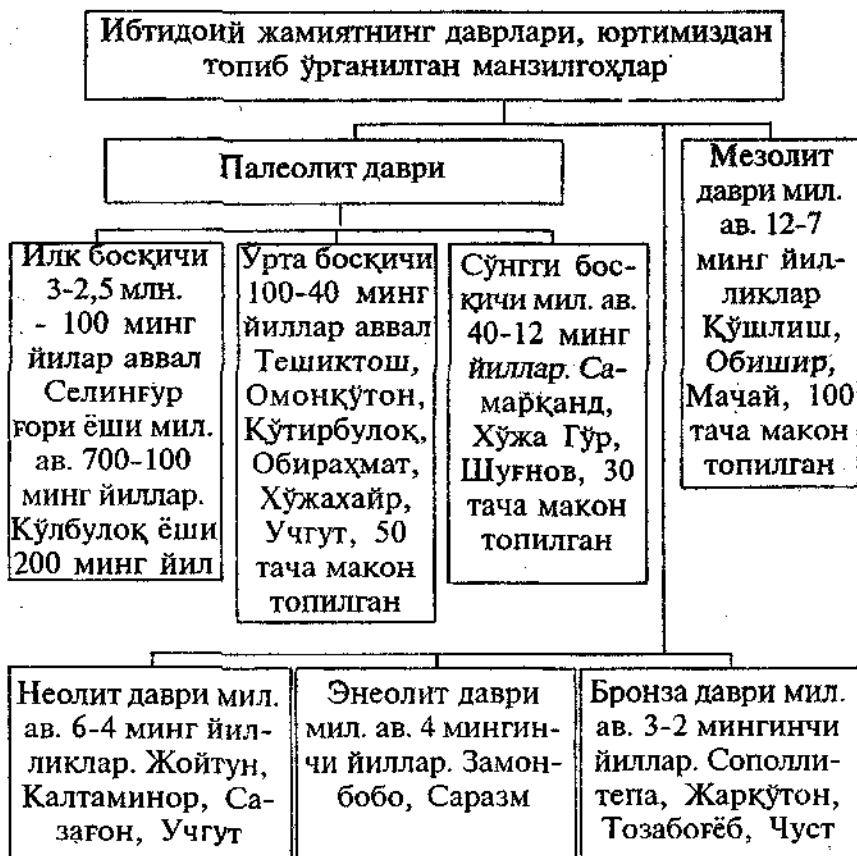 Ибтидоий жамиятнинг даврлари, юртимиздан
топиб ўрганилган манзилгоҳлар
Палеолит даври
Мезолит
даври мил.
ав. 12-7
минг йил-
ликлар
Қўшлиш,
Обишир,
Мачай, 100
тача макон
топилган
Илк босқичи
3-2,5 млн.
- 100 минг
йилар аввал
Селинғур
ғори ёши мил.
ав. 700-100
минг йиллар.
Кўлбулоқ ёши
200 минг йил
Ўрта босқичи
100-40 минг
йиллар аввал
Тешиктош,
Омонқўтон,
Қўтирбулоқ,
Обираҳмат,
Хўжахайр,
Учгут, 50
тача макон
топилган
Сўнгги бос-
қичи мил. ав.
40-12 минг
йиллар. Са-
марқанд,
Хўжа Гўр,
Шуғнов, 30
тача макон
топилган
Неолит даври мил.
ав. 6-4 минг йил-
ликлар. Жойтун,
Калтаминор, Са-
зағон, Учгут
Энеолит даври
мил. ав. 4 мингин-
чи йиллар. Замон-
бобо, Саразм
Бронза даври мил.
ав. 3-2 мингинчи
йиллар. Сополли-
тепа, Жарқўтон,
Тозабоғёб, Чуст